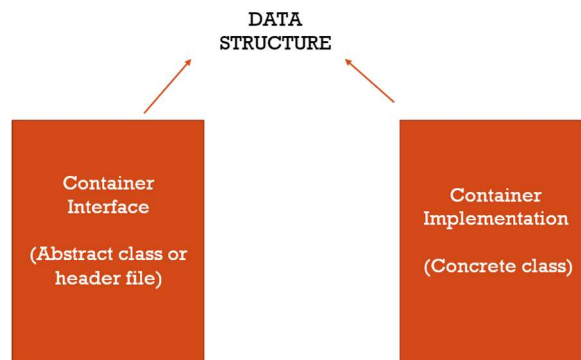 DATA
STRUCTURE
Container
Interface
(Abstract class or
header file)
Container
Implementation
(Concrete class)